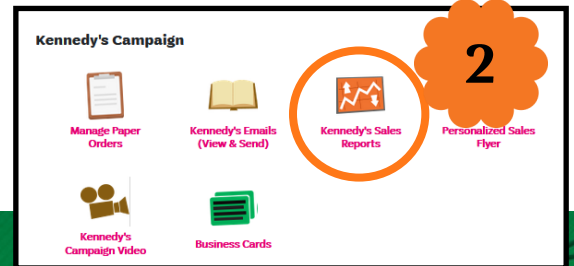 Kennedy's Campaign
2
Manage Paper
Orders
Kennedy's Emails
(View & Send)
Kennedy's Sales
Reports
Personalized Sales
Flyer
Kennedy's
Campaign Video
Business Cards